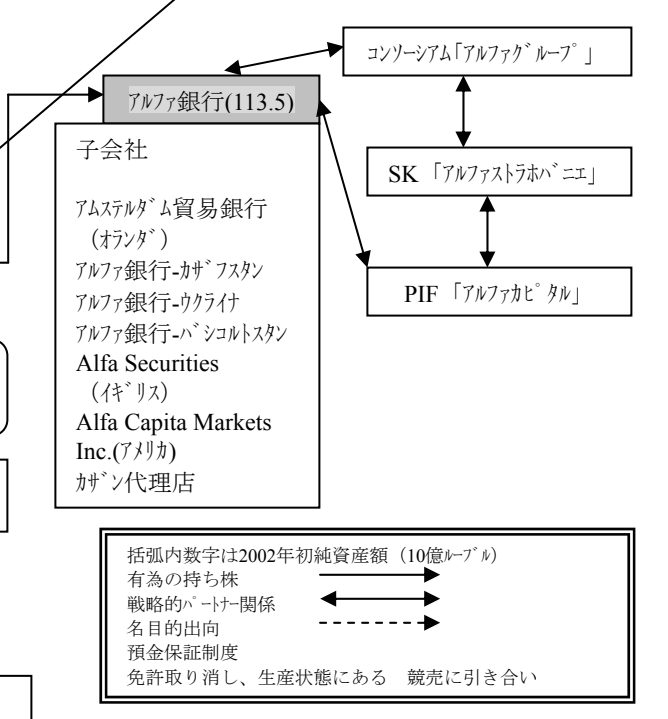 コンソーシアム「アルファグループ」
アルファ銀行(113.5)
子会社
SK 「アルファストラホバニエ」
アムステルダム貿易銀行
（オランダ）
アルファ銀行-カザフスタン
アルファ銀行-ウクライナ
アルファ銀行-バシコルトスタン
Alfa Securities
（イギリス）
Alfa Capita Markets
Inc.(アメリカ)
カザン代理店
PIF 「アルファカピタル」
括弧内数字は2002年初純資産額（10億ルーブル）
有為の持ち株
戦略的パートナー関係
名目的出向
預金保証制度
免許取り消し、生産状態にある　競売に引き合い